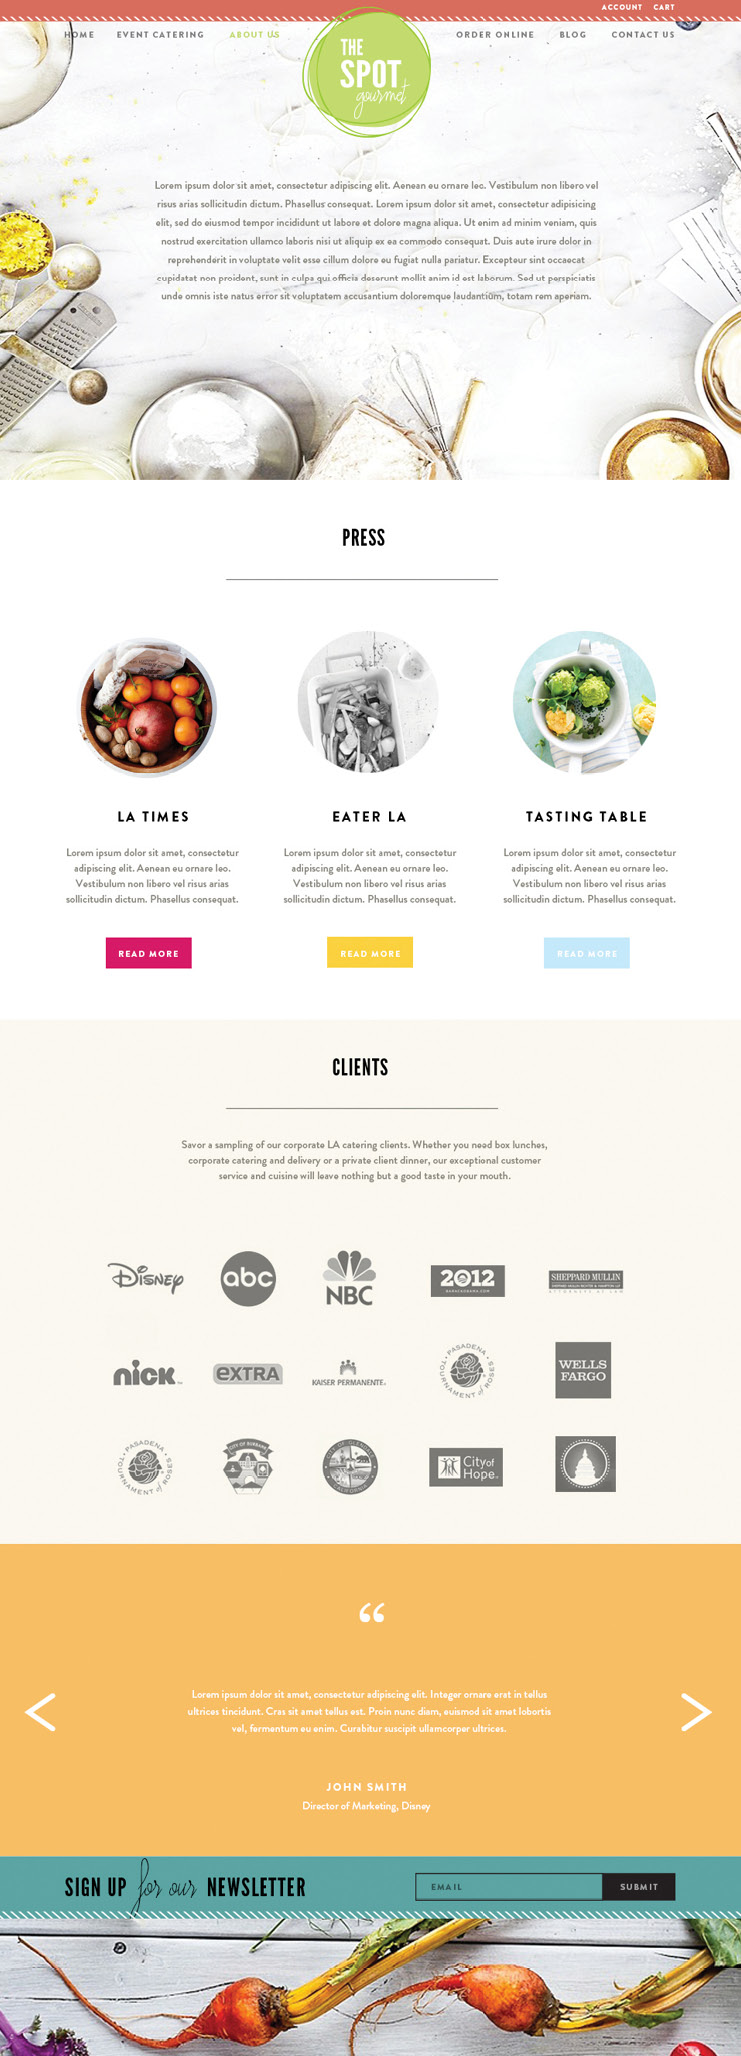 ACCOUNT CART
HOME EVENT CATERING ABOUT US ORDER ONLINE BLOG CONTACT US
THE
SPOT
gourmet
Lorem ipsum dolor sit amet, consectetur adipiscing elit. Aenean eu ornare leo. Vestibulum non libero vel
risus arias sollicitudin dictum. Phasellus consequat. Lorem ipsum dolor sit amet, consectetur adipisicing
elit, sed do eiusmod tempor incididunt ut labore et dolore magna aliqua. Ut enim ad minim veniam, quis
nostrud exercitation ullamco laboris nisi ut aliquip ex ea commodo consequat. Duis aute irure dolor in
reprehenderit in voluptate velit esse cillum dolore eu fugiat nulla pariatur. Excepteur sint occaecat
cupidatat non proident, sunt in culpa qui officia deserunt mollit anim id est laborum. Sed ut perspiciatis
unde omnis iste natus error sit voluptatem accusantium doloremque laudantium, totam rem aperiam.
PRESS
LA TIMES
Lorem ipsum dolor sit amet, consectetur
adipiscing elit. Aenean eu ornare leo.
Vestibulum non libero vel risus arias
sollicitudin dictum. Phasellus consequat.
READ MORE
EATER LA
Lorem ipsum dolor sit amet, consectetur
adipiscing elit. Aenean eu ornare leo.
Vestibulum non libero vel risus arias
sollicitudin dictum. Phasellus consequat.
READ MORE
TASTING TABLE
Lorem ipsum dolor sit amet, consectetur
adipiscing elit. Aenean eu ornare leo.
Vestibulum non libero vel risus arias
sollicitudin dictum. Phasellus consequat.
READ MORE
CLIENTS
Savor a sampling of our corporate LA catering clients. Whether you need box lunches,
corporate catering and delivery or a private client dinner, our exceptional customer
service and cuisine will leave nothing but a good taste in your mouth.
Disney
abc
NBC
2012
BARACKOBAMA.COM
SHEPPARD MULLIN
SHEPPARD MULLIN RICHTER & HAMPTON LLP
ATTORNEYS AT LAW
nick
extra
KAISER PERMANENTE®
PASADENA TOURNAMENT of ROSES
WELLS
FARGO
PASADENA TOURNAMENT of ROSES
CITY OF BURBANK
CITY OF GLENDALE
CALIFORNIA
City of
Hope®
“
Lorem ipsum dolor sit amet, consectetur adipiscing elit. Integer ornare erat in tellus
ultrices tincidunt. Cras sit amet tellus est. Proin nunc diam, euismod sit amet lobortis
vel, fermentum eu enim. Curabitur suscipit ullamcorper ultrices.
JOHN SMITH
Director of Marketing, Disney
SIGN UP for our NEWSLETTER
EMAIL SUBMIT